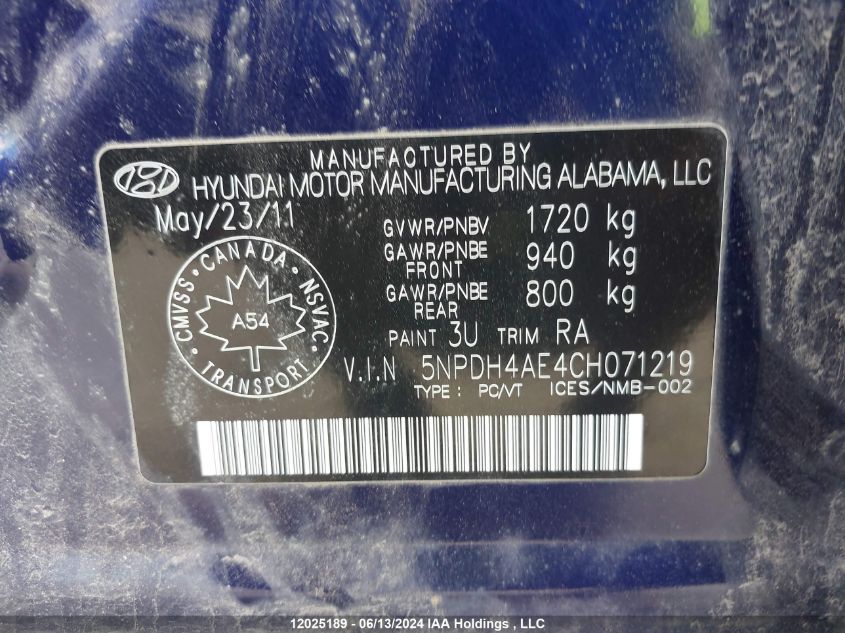 MANUFACTURED BY
HYUNDAI MOTOR MANUFACTURING ALABAMA, LLC
May/23/11
GVWR/PNBV 1720 kg
GAWR/PNBE FRONT 940 kg
GAWR/PNBE REAR 800 kg
CMVSS · CANADA · NSVAC · TRANSPORT
A54
PAINT 3U TRIM RA
V.I.N 5NPDH4AE4CH071219
TYPE : PC/VT ICES/NMB-002
12025189 - 06/13/2024 IAA Holdings , LLC